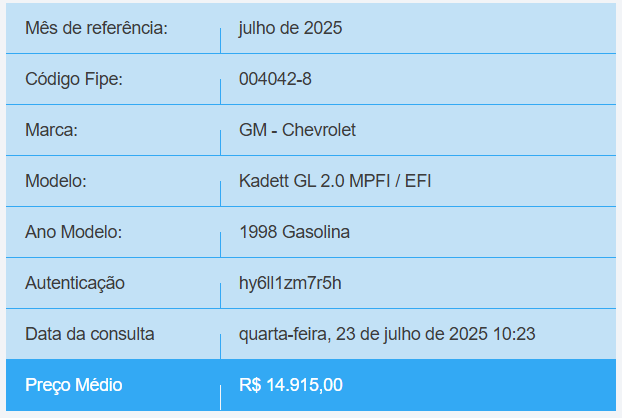 Mês de referência: julho de 2025
Código Fipe: 004042-8
Marca: GM - Chevrolet
Modelo: Kadett GL 2.0 MPFI / EFI
Ano Modelo: 1998 Gasolina
Autenticação hy6ll1zm7r5h
Data da consulta quarta-feira, 23 de julho de 2025 10:23
Preço Médio R$ 14.915,00